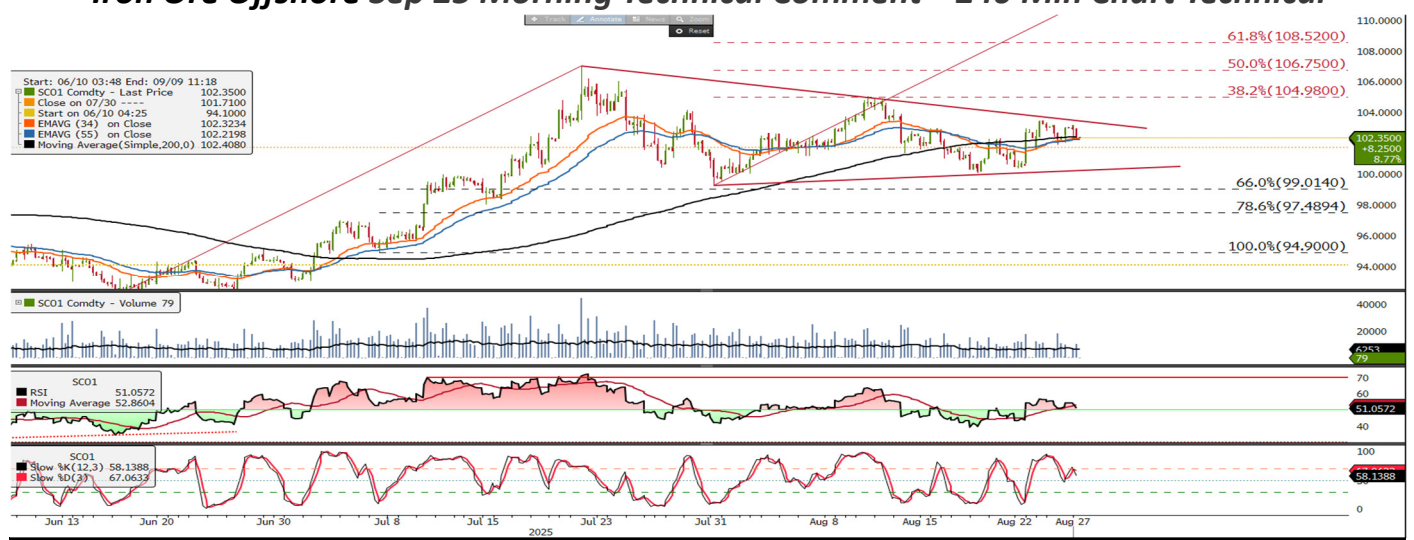 Iron Ore Offshore Sep 25 Morning Technical Comment – 240 Min Chart Technical
Track Annotate News Zoom
Reset
Start: 06/10 03:48 End: 09/09 11:18
SC01 Comdty - Last Price 102.3500
Close on 07/30 ---- 101.7100
Start on 06/10 04:25 94.1000
EMAVG (34) on Close 102.3234
EMAVG (55) on Close 102.2198
Moving Average(Simple,200,0) 102.4080
61.8%(108.5200)
50.0%(106.7500)
38.2%(104.9800)
66.0%(99.0140)
78.6%(97.4894)
100.0%(94.9000)
110.0000
108.0000
106.0000
104.0000
102.3500
+8.2500
8.77%
100.0000
98.0000
96.0000
94.0000
SC01 Comdty - Volume 79
40000
20000
6253
79
SC01
RSI 51.0572
Moving Average 52.8604
70
60
51.0572
40
SC01
Slow %K(12,3) 58.1388
Slow %D(3) 67.0633
100
58.1388
0
Jun 13 Jun 20 Jun 30 Jul 8 Jul 15 Jul 23 Jul 31 Aug 8 Aug 15 Aug 22 Aug 27
2025